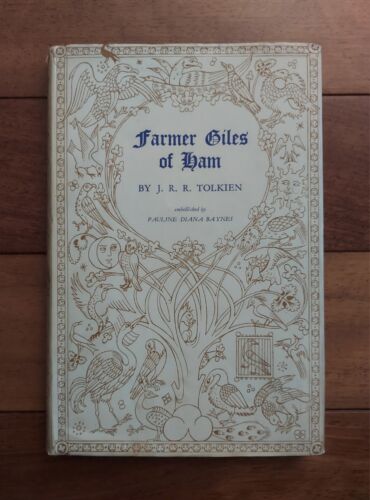 Farmer Giles
of Ham
BY J. R. R. TOLKIEN
embellished by
PAULINE DIANA BAYNES